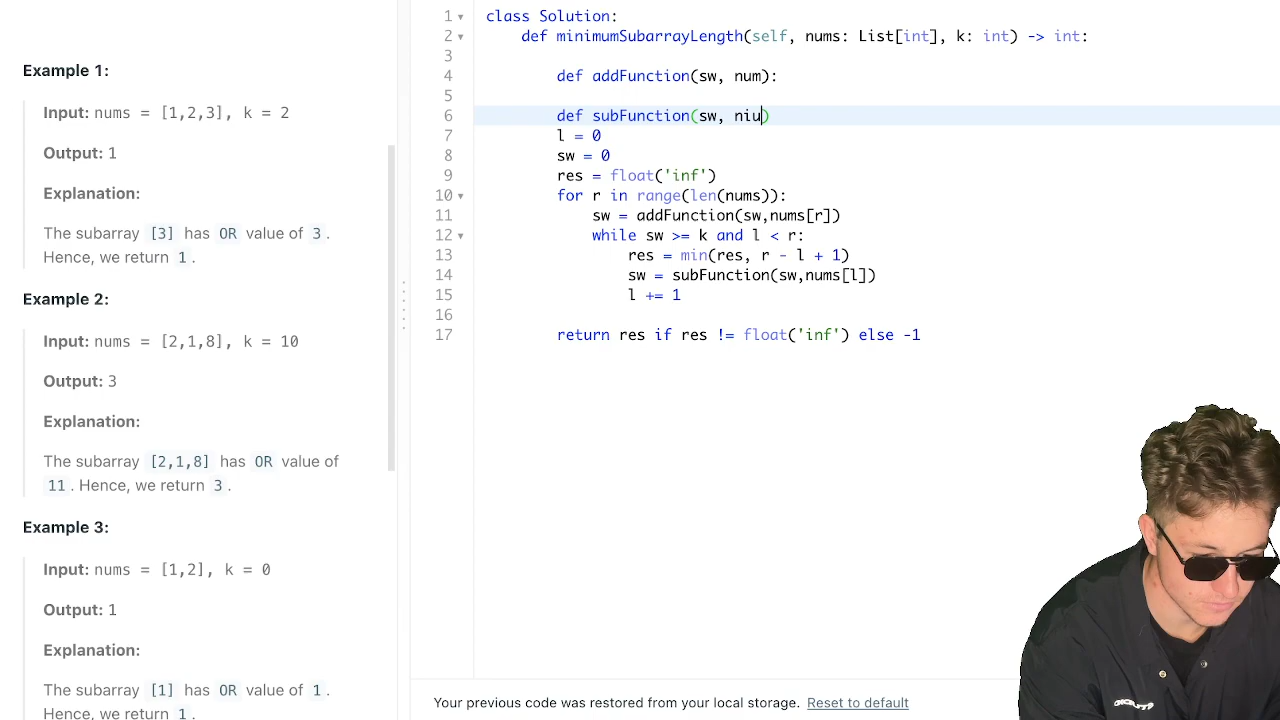 Example 1:
Input: nums = [1,2,3], k = 2
Output: 1
Explanation:
The subarray [3] has OR value of 3.
Hence, we return 1.
Example 2:
Input: nums = [2,1,8], k = 10
Output: 3
Explanation:
The subarray [2,1,8] has OR value of
11. Hence, we return 3.
Example 3:
Input: nums = [1,2], k = 0
Output: 1
Explanation:
The subarray [1] has OR value of 1.
Hence, we return 1.
1 class Solution:
2 def minimumSubarrayLength(self, nums: List[int], k: int) -> int:
3
4 def addFunction(sw, num):
5
6 def subFunction(sw, niu)
7 l = 0
8 sw = 0
9 res = float('inf')
10 for r in range(len(nums)):
11 sw = addFunction(sw,nums[r])
12 while sw >= k and l < r:
13 res = min(res, r - l + 1)
14 sw = subFunction(sw,nums[l])
15 l += 1
16
17 return res if res != float('inf') else -1
Your previous code was restored from your local storage. Reset to default